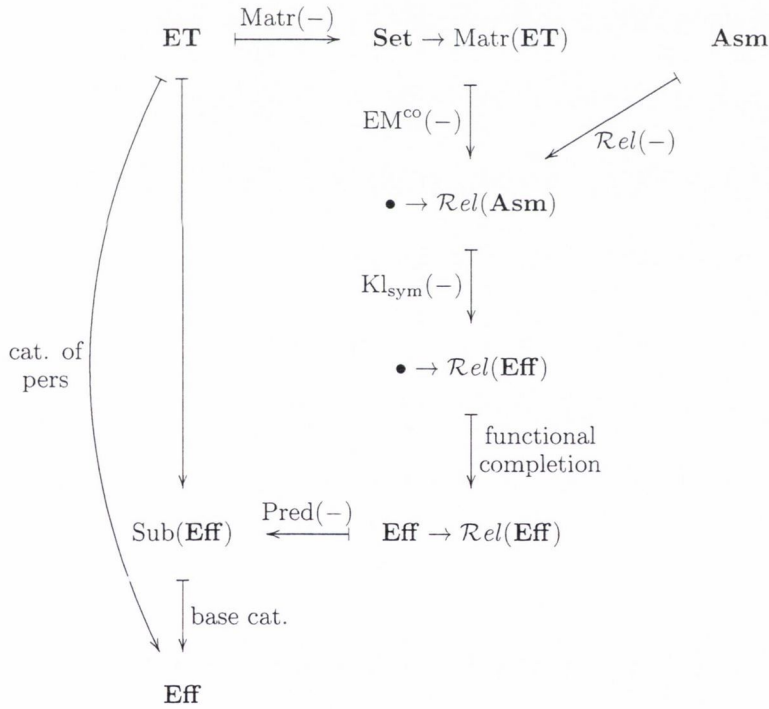 ET Matr(−) Set → Matr(ET) Asm
EM^co(−) Rel(−)
• → Rel(Asm)
Kl_sym(−)
• → Rel(Eff)
cat. of
pers
functional
completion
Sub(Eff) Pred(−) Eff → Rel(Eff)
base cat.
Eff